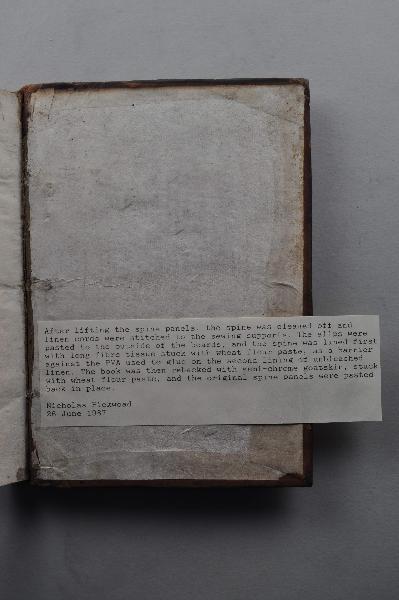 After lifting the spine panels, the spine was cleaned off and
linen cords were stitched to the sewing supports. The slips were
pasted to the outside of the boards, and the spine was lined first
with long fibre tissue stuck with wheat flour paste, as a barrier
against the PVA used to glue on the second lining of unbleached
linen. The book was then rebacked with semi-chrome goatskin, stuck
with wheat flour paste, and the original spine panels were pasted
back in place.
Nicholas Pickwoad
26 June 1987